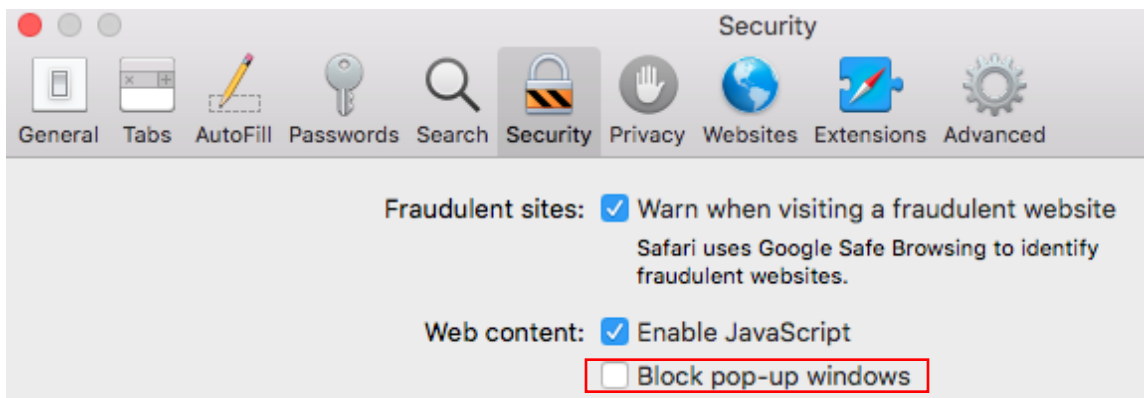 Security
General Tabs AutoFill Passwords Search Security Privacy Websites Extensions Advanced
Fraudulent sites: Warn when visiting a fraudulent website
Safari uses Google Safe Browsing to identify
fraudulent websites.
Web content: Enable JavaScript
Block pop-up windows